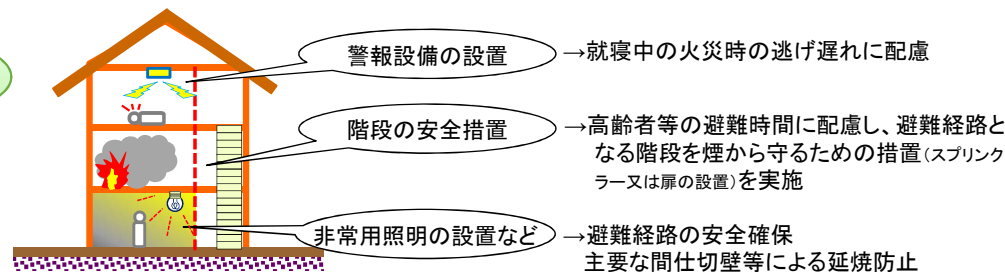 警報設備の設置
→就寝中の火災時の逃げ遅れに配慮
階段の安全措置
→高齢者等の避難時間に配慮し、避難経路と
なる階段を煙から守るための措置(スプリンク
ラー又は扉の設置)を実施
非常用照明の設置など
→避難経路の安全確保
主要な間仕切壁等による延焼防止